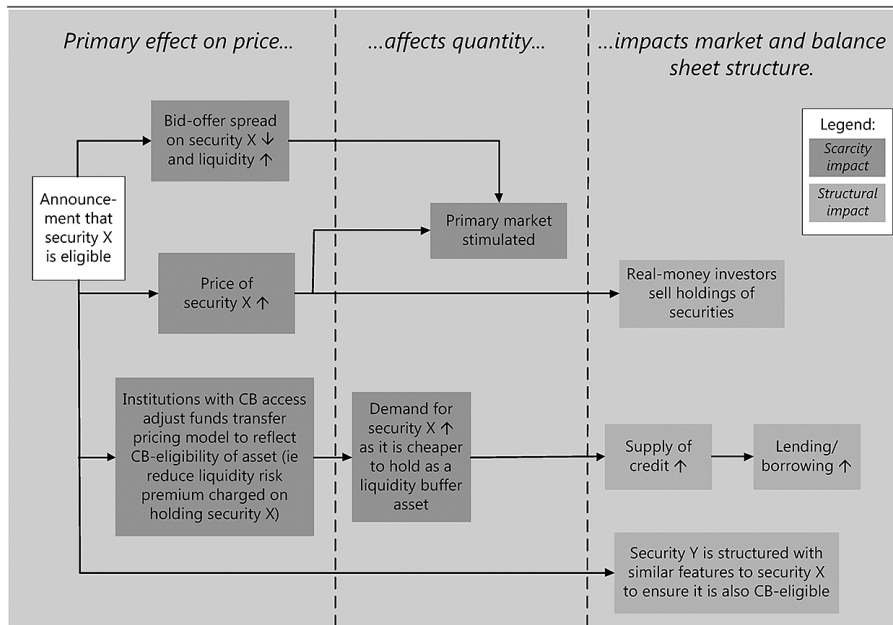 Primary effect on price...
...affects quantity...
...impacts market and balance
sheet structure.
Legend:
Scarcity
impact
Structural
impact
Announce-
ment that
security X
is eligible
Bid-offer spread
on security X ↓
and liquidity ↑
Primary market
stimulated
Price of
security X ↑
Real-money investors
sell holdings of
securities
Institutions with CB access
adjust funds transfer
pricing model to reflect
CB-eligibility of asset (ie
reduce liquidity risk
premium charged on
holding security X)
Demand for
security X ↑
as it is cheaper
to hold as a
liquidity buffer
asset
Supply of
credit ↑
Lending/
borrowing ↑
Security Y is structured with
similar features to security X
to ensure it is also CB-eligible